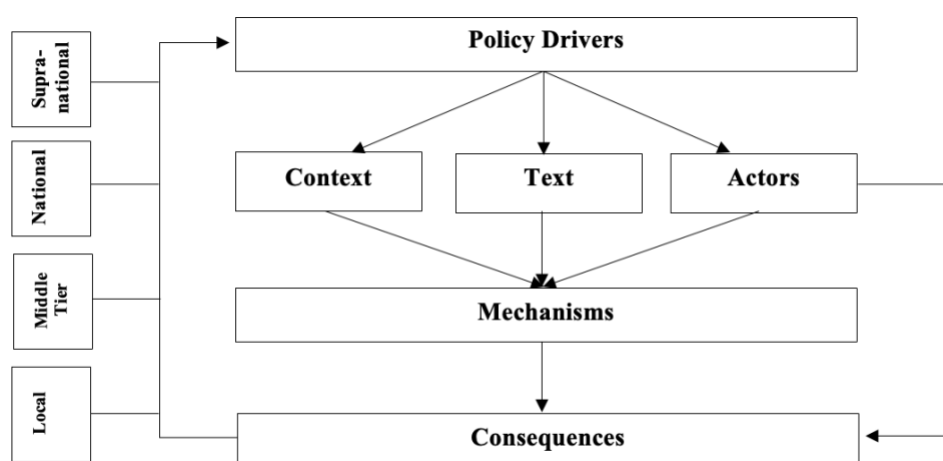 Policy Drivers
Supra-
national
Context
Text
Actors
National
Mechanisms
Middle
Tier
Consequences
Local